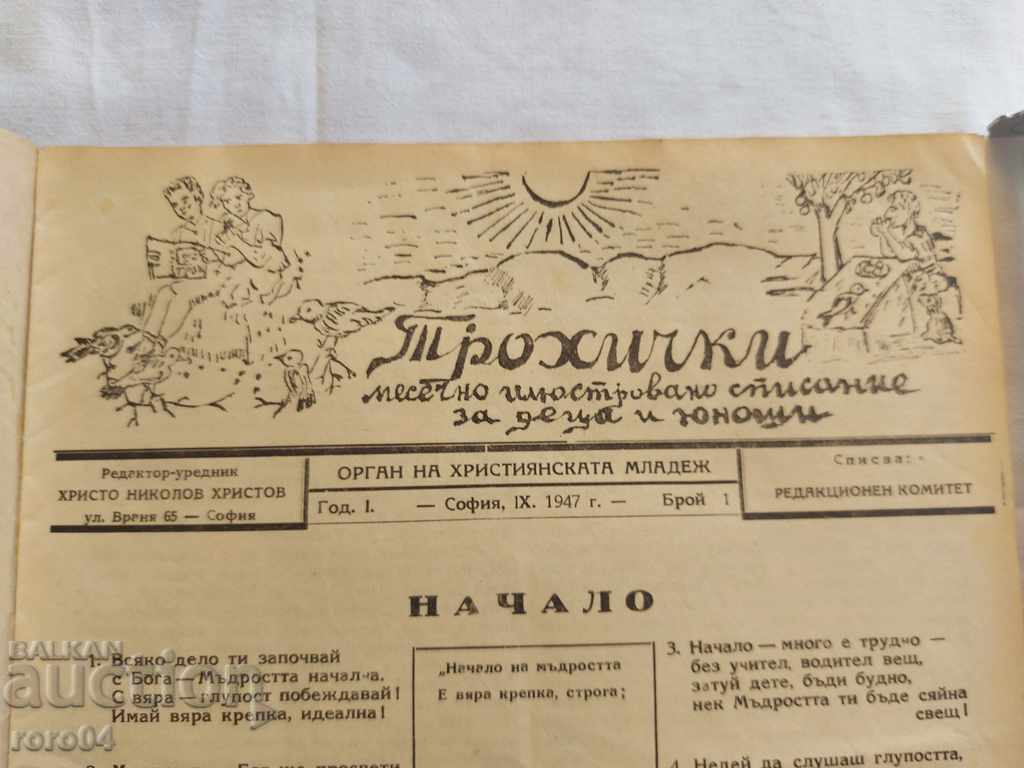 Трохички
месечно илюстровано списание
за деца и юноши
Редактор-уредник
ХРИСТО НИКОЛОВ ХРИСТОВ
ул. Врбня 65 — София
ОРГАН НА ХРИСТИЯНСКАТА МЛАДЕЖ
Год. I. — София, IX. 1947 г. — Брой 1
Списва:
РЕДАКЦИОНЕН КОМИТЕТ
НАЧАЛО
1. Всяко дело ти започвай
с Бога — Мъдростта начална.
С вяра — глупост побеждавай!
Имай вяра крепка, идеална!
„Начало на мъдростта
Е вяра крепка, строга;
3. Начало — много е трудно —
без учител, водител вещ,
затуй дете, бъди будно,
нек Мъдростта ти бъде сяйна
свещ!
4. Недей да слушаш глупостта,
BALKAN
auction
roro04